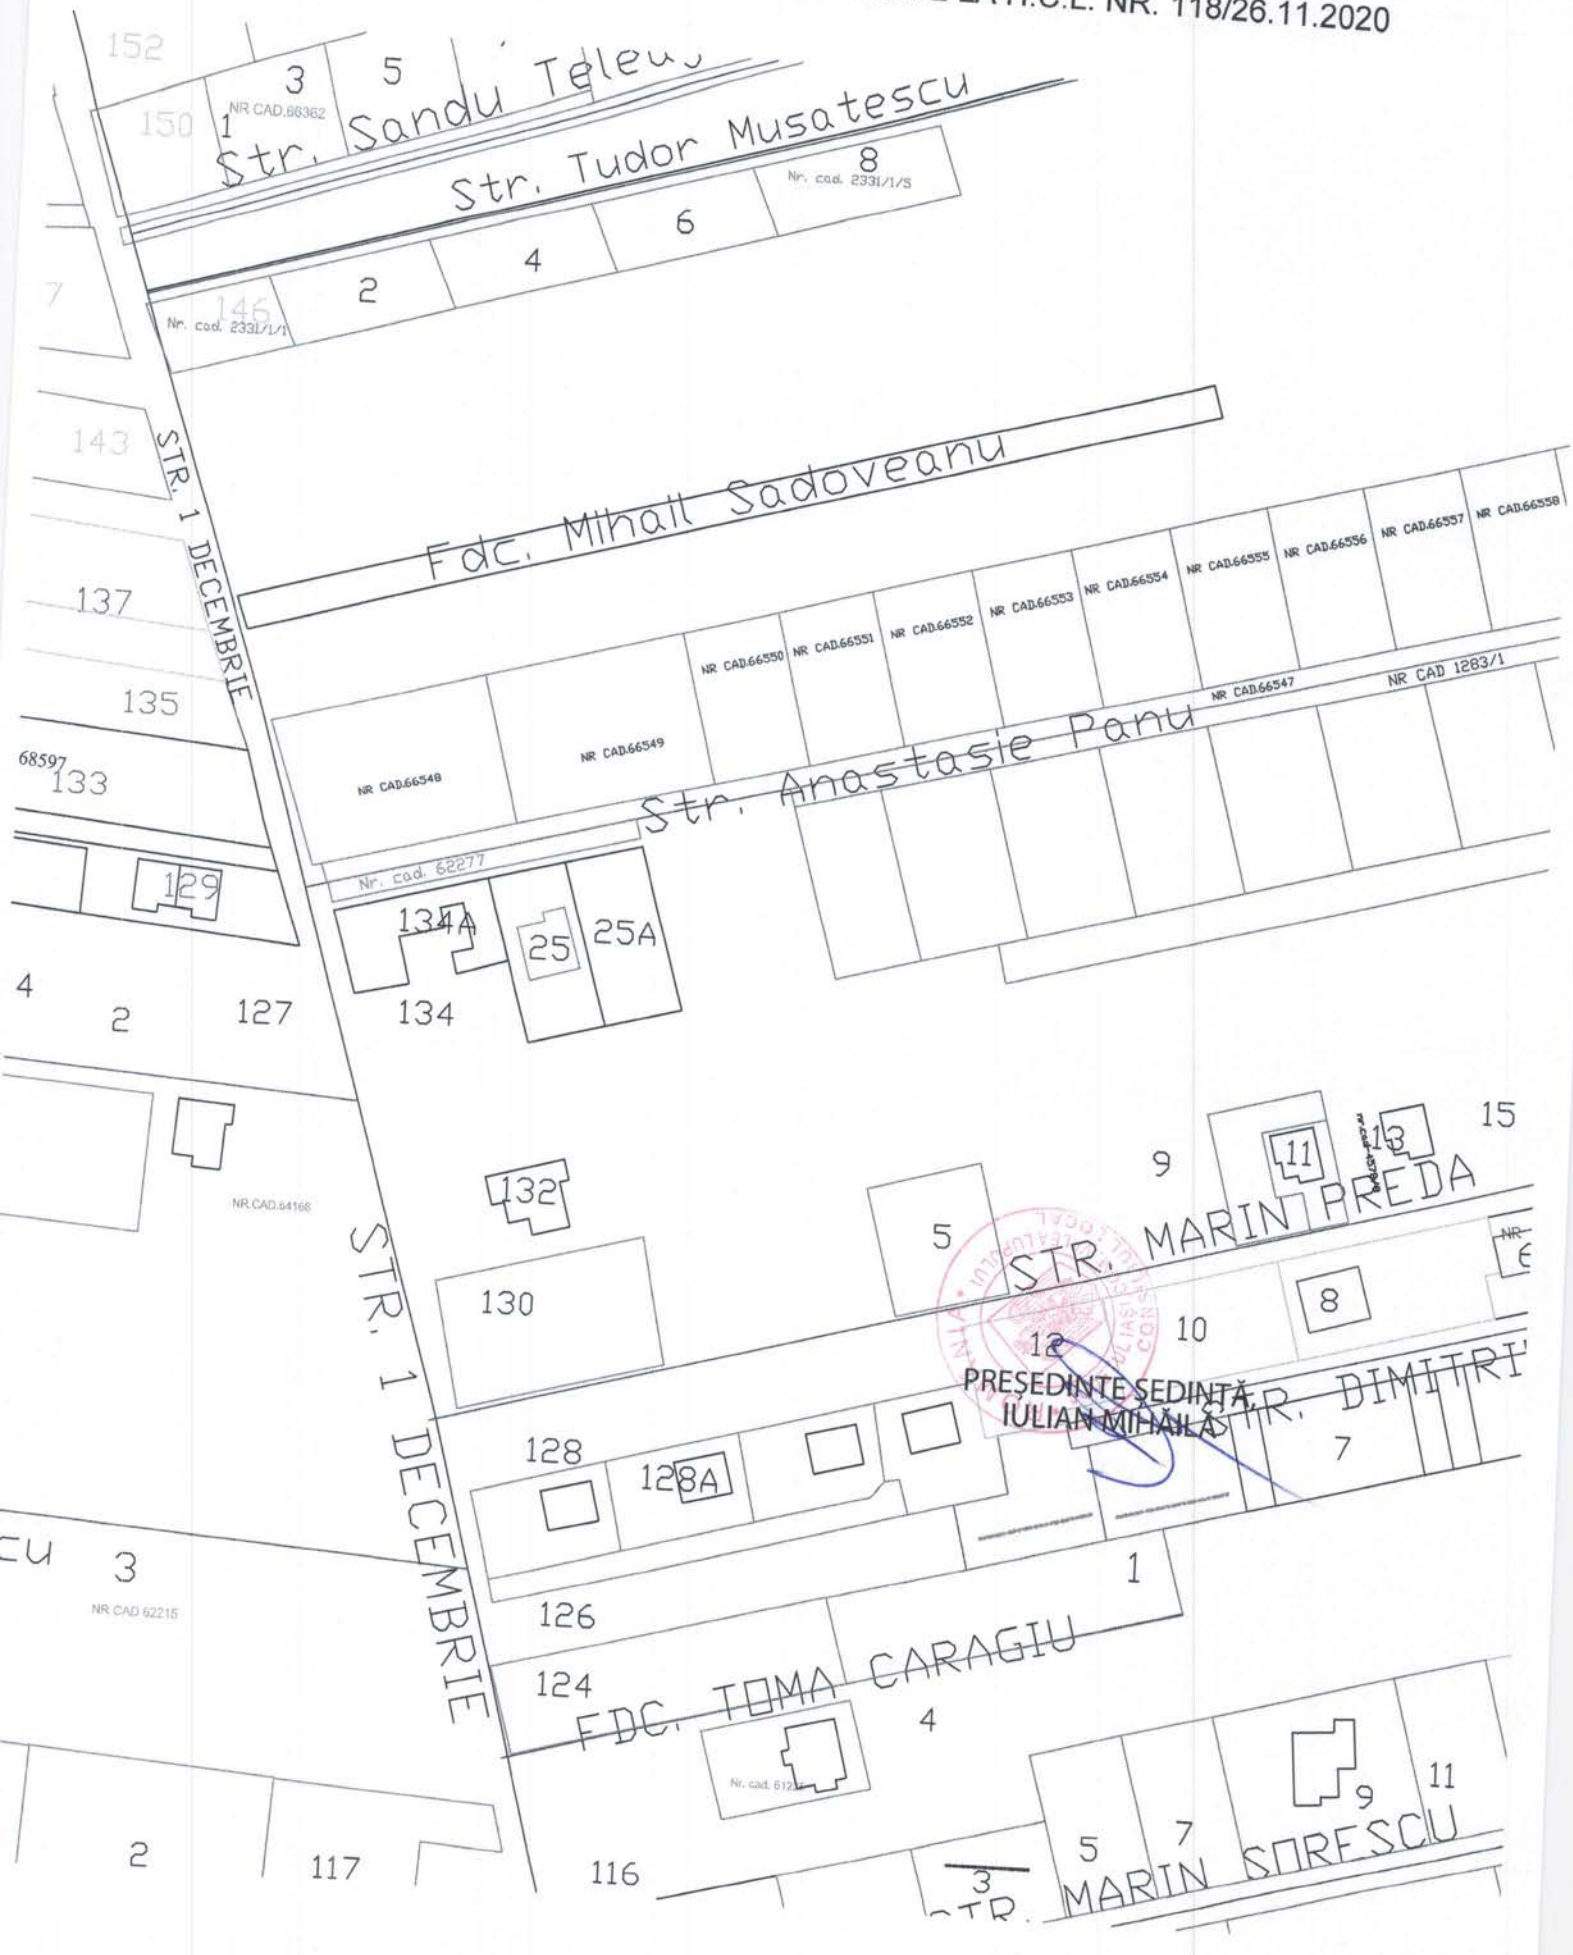 H.C.L. NR. 118/26.11.2020
152
3
5
NR CAD.66362
150
1
Str. Sandu
Str. Tudor Musatescu
8
Nr. cad. 2331/1/5
6
4
2
146
Nr. cad. 2331/1/1
7
143
STR. 1 DECEMBRIE
Fdc. Mihail Sadoveanu
137
135
68597
133
129
NR CAD.66548
NR CAD.66549
NR CAD.66550
NR CAD.66551
NR CAD.66552
NR CAD.66553
NR CAD.66554
NR CAD.66555
NR CAD.66556
NR CAD.66557
NR CAD.66558
NR CAD.66547
NR CAD 1283/1
Str. Anastasie Panu
Nr. cad. 62277
134A
25
25A
134
4
2
127
NR.CAD.64166
132
130
5
9
11
13
15
STR. MARIN PREDA
12
10
8
NR
6
PREȘEDINTE ȘEDINȚĂ,
IULIAN MIHĂILĂ
STR. DIMITRI
7
STR. 1 DECEMBRIE
128
128A
3
NR CAD 62215
126
1
124
FDC. TOMA CARAGIU
4
2
117
116
3
5
7
9
11
STR. MARIN SORESCU